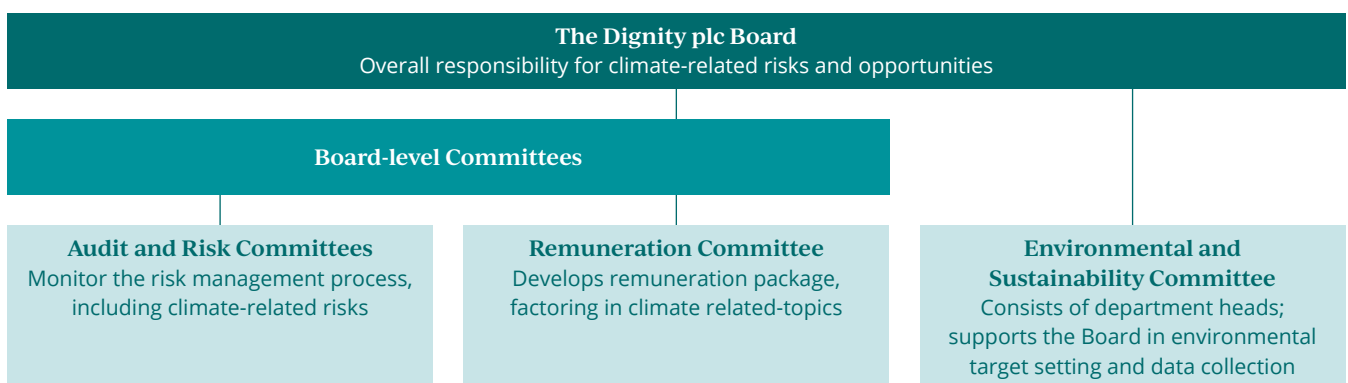 The Dignity plc Board
Overall responsibility for climate-related risks and opportunities
Board-level Committees
Audit and Risk Committees
Monitor the risk management process,
including climate-related risks
Remuneration Committee
Develops remuneration package,
factoring in climate related-topics
Environmental and
Sustainability Committee
Consists of department heads;
supports the Board in environmental
target setting and data collection